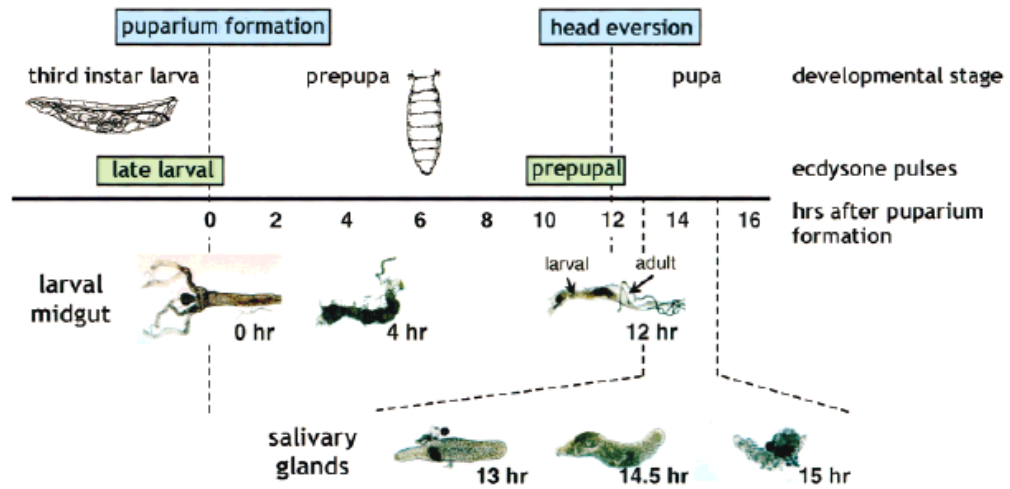 puparium formation
head eversion
third instar larva
prepupa
pupa
developmental stage
late larval
prepupal
ecdysone pulses
0 2 4 6 8 10 12 14 16
hrs after puparium
formation
larval
midgut
0 hr
4 hr
larval
adult
12 hr
salivary
glands
13 hr
14.5 hr
15 hr